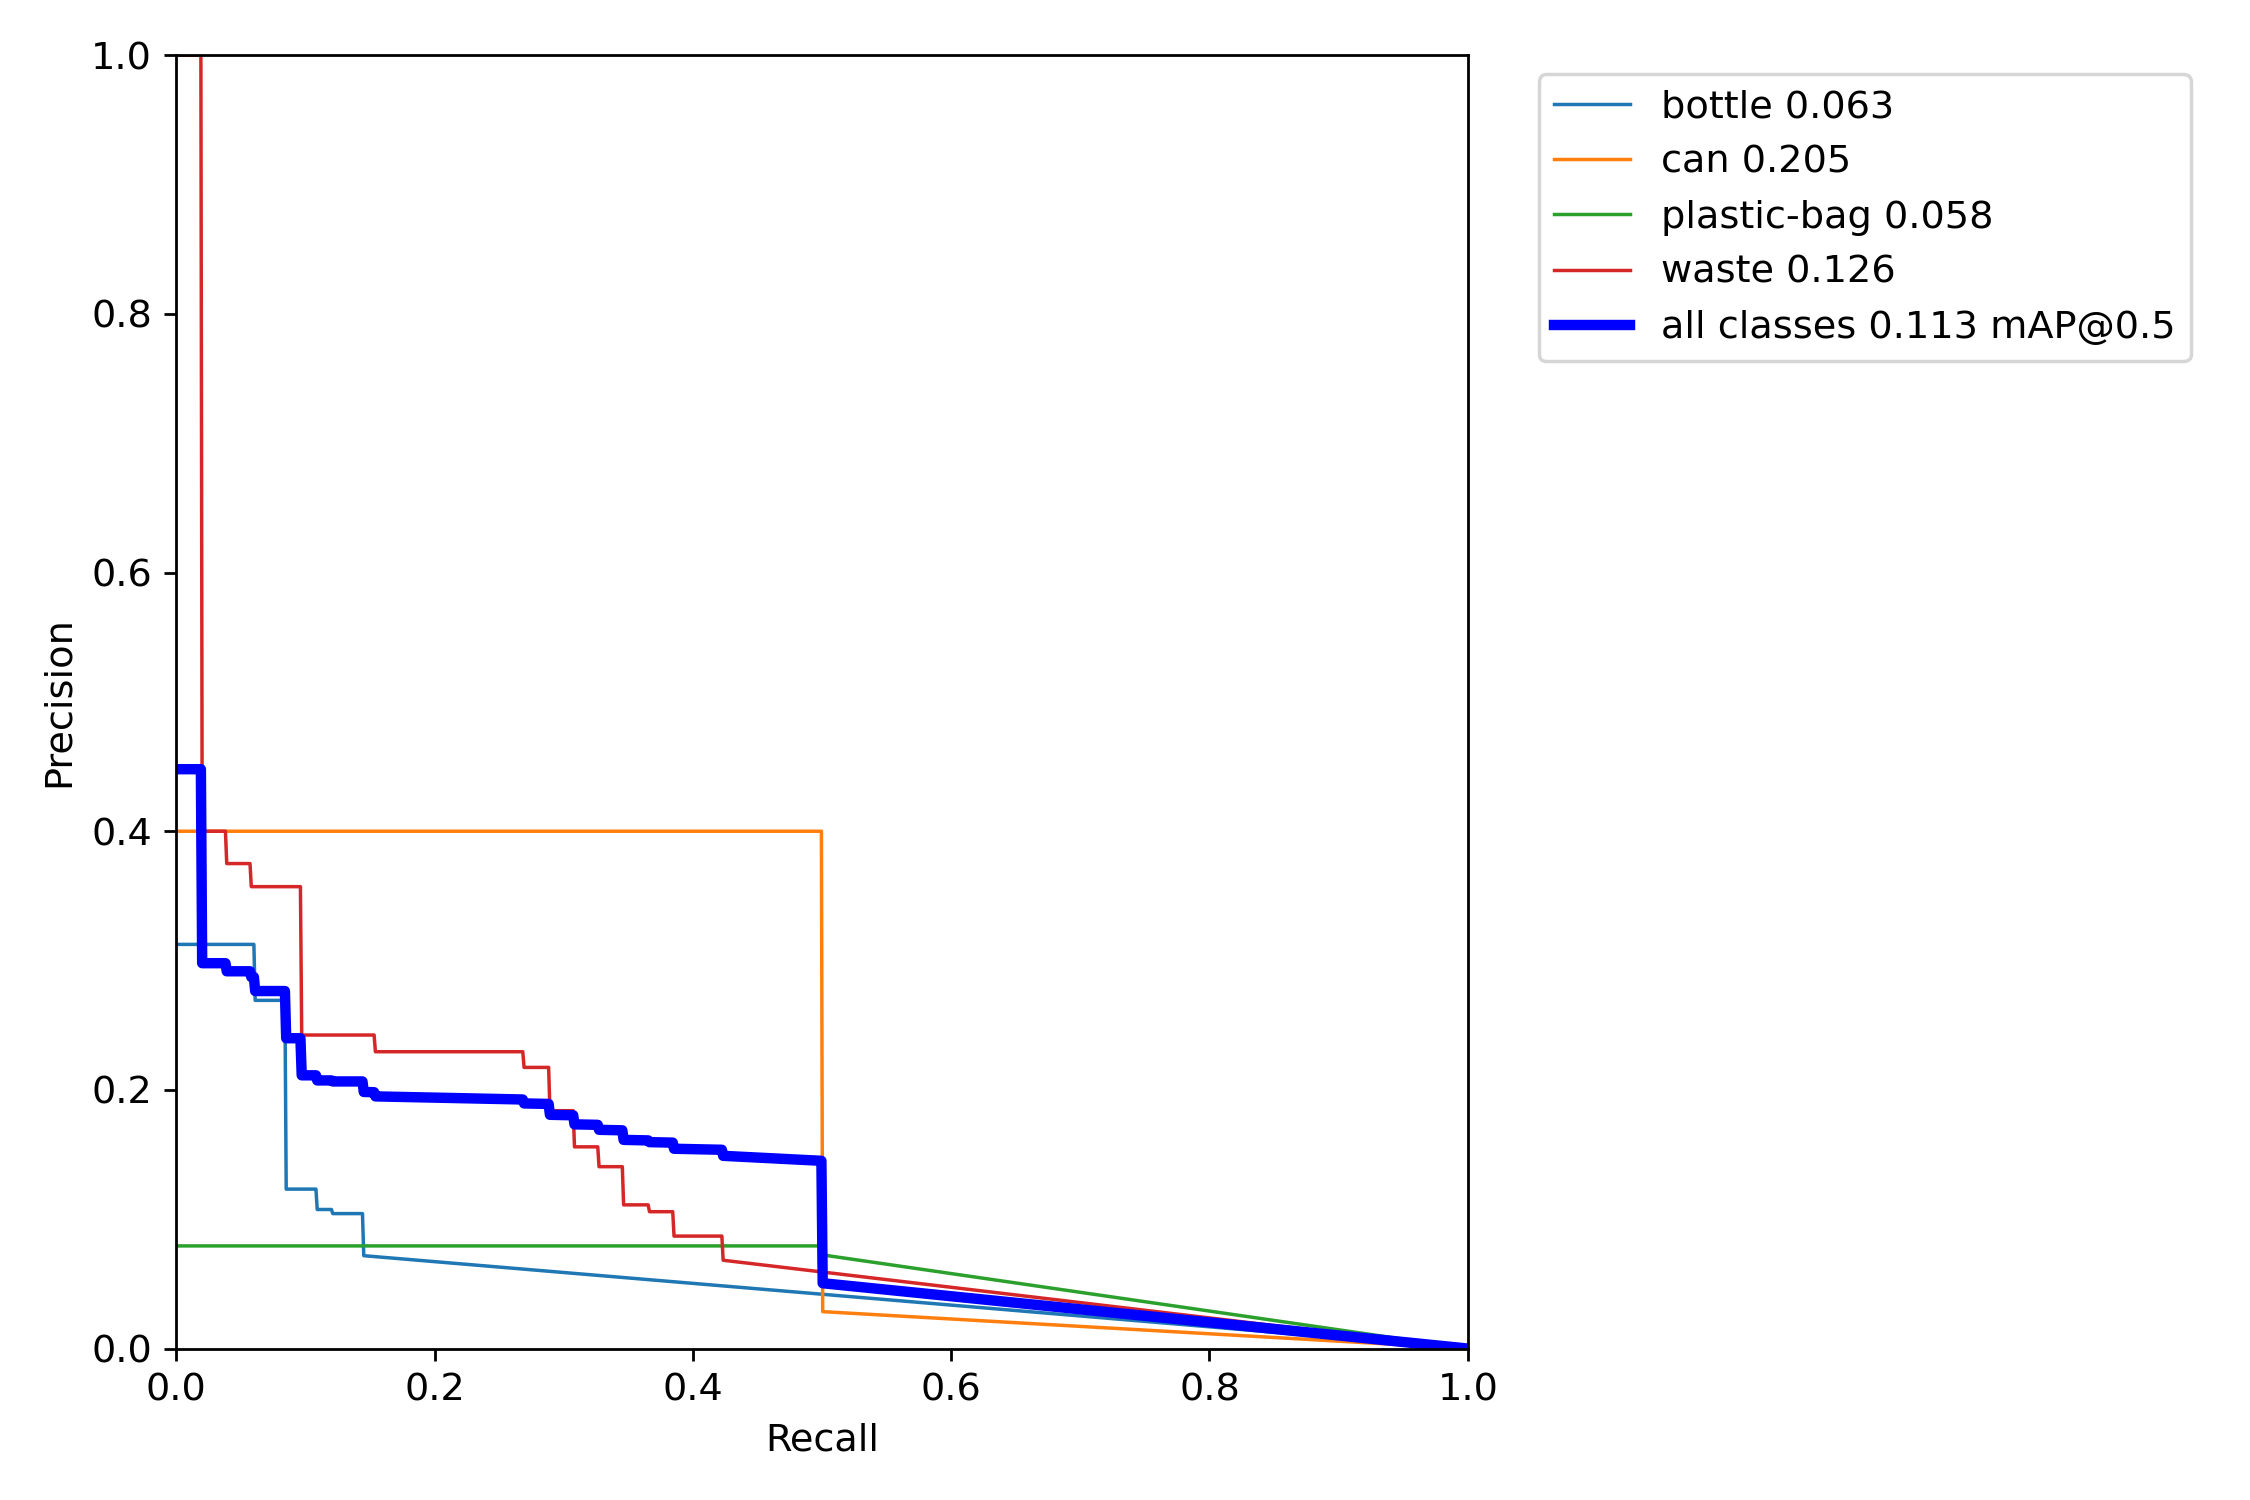 1.0
0.8
0.6
0.4
0.2
0.0
Precision
0.0 0.2 0.4 0.6 0.8 1.0
Recall
bottle 0.063
can 0.205
plastic-bag 0.058
waste 0.126
all classes 0.113 mAP@0.5